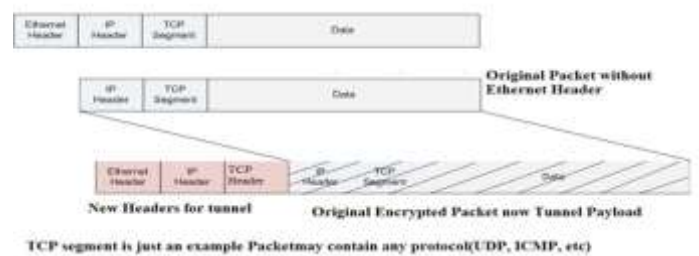 Ethernet Header
IP Header
TCP Segment
Data
IP Header
TCP Segment
Data
Original Packet without
Ethernet Header
Ethernet Header
IP Header
TCP Header
IP Header
TCP Segment
Data
New Headers for tunnel
Original Encrypted Packet now Tunnel Payload
TCP segment is just an example Packetmay contain any protocol(UDP, ICMP, etc)